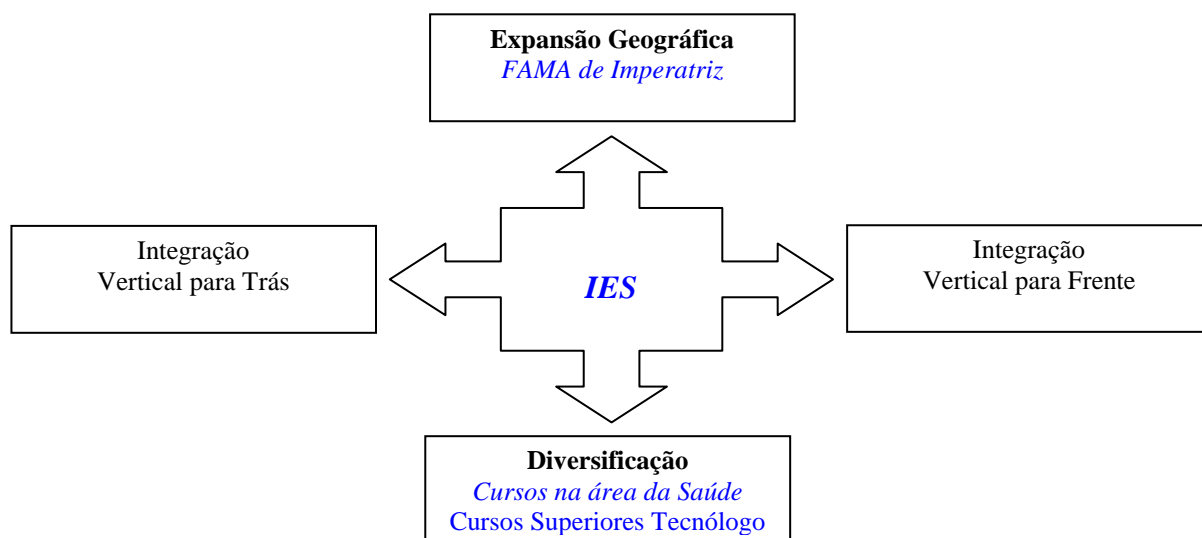 Expansão Geográfica
FAMA de Imperatriz
Integração
Vertical para Trás
IES
Integração
Vertical para Frente
Diversificação
Cursos na área da Saúde
Cursos Superiores Tecnólogo